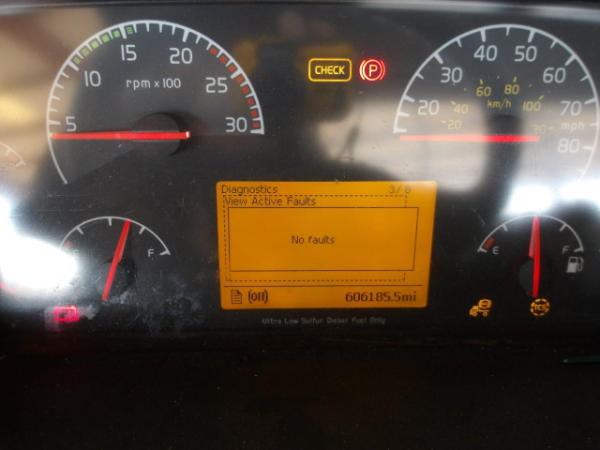 5 10 15 20 25 30
rpm x 100
CHECK
P
20 30 40 50 60 70 80
40 60 80 100
20
km/h
mph
Diagnostics 3/8
View Active Faults
No faults
606185.5mi
F
E F
Ultra Low Sulfur Diesel Fuel Only